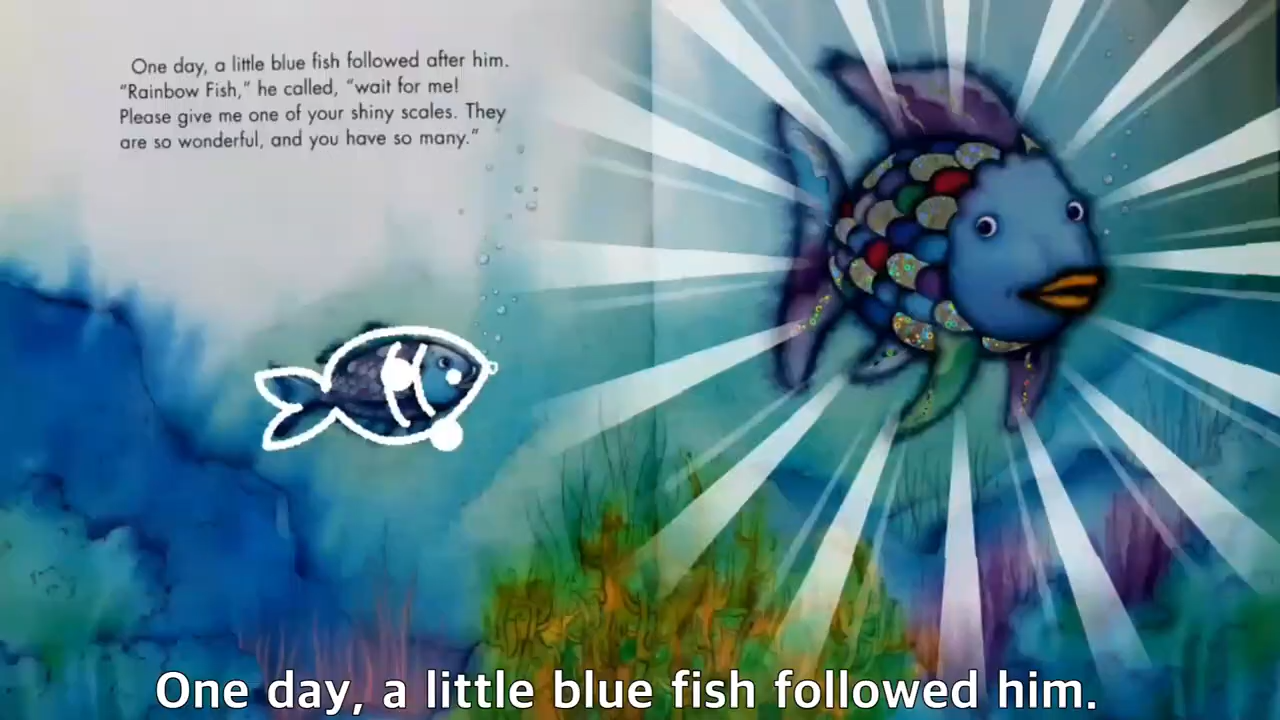 One day, a little blue fish followed after him.
“Rainbow Fish,” he called, “wait for me!
Please give me one of your shiny scales. They
are so wonderful, and you have so many.”
One day, a little blue fish followed him.